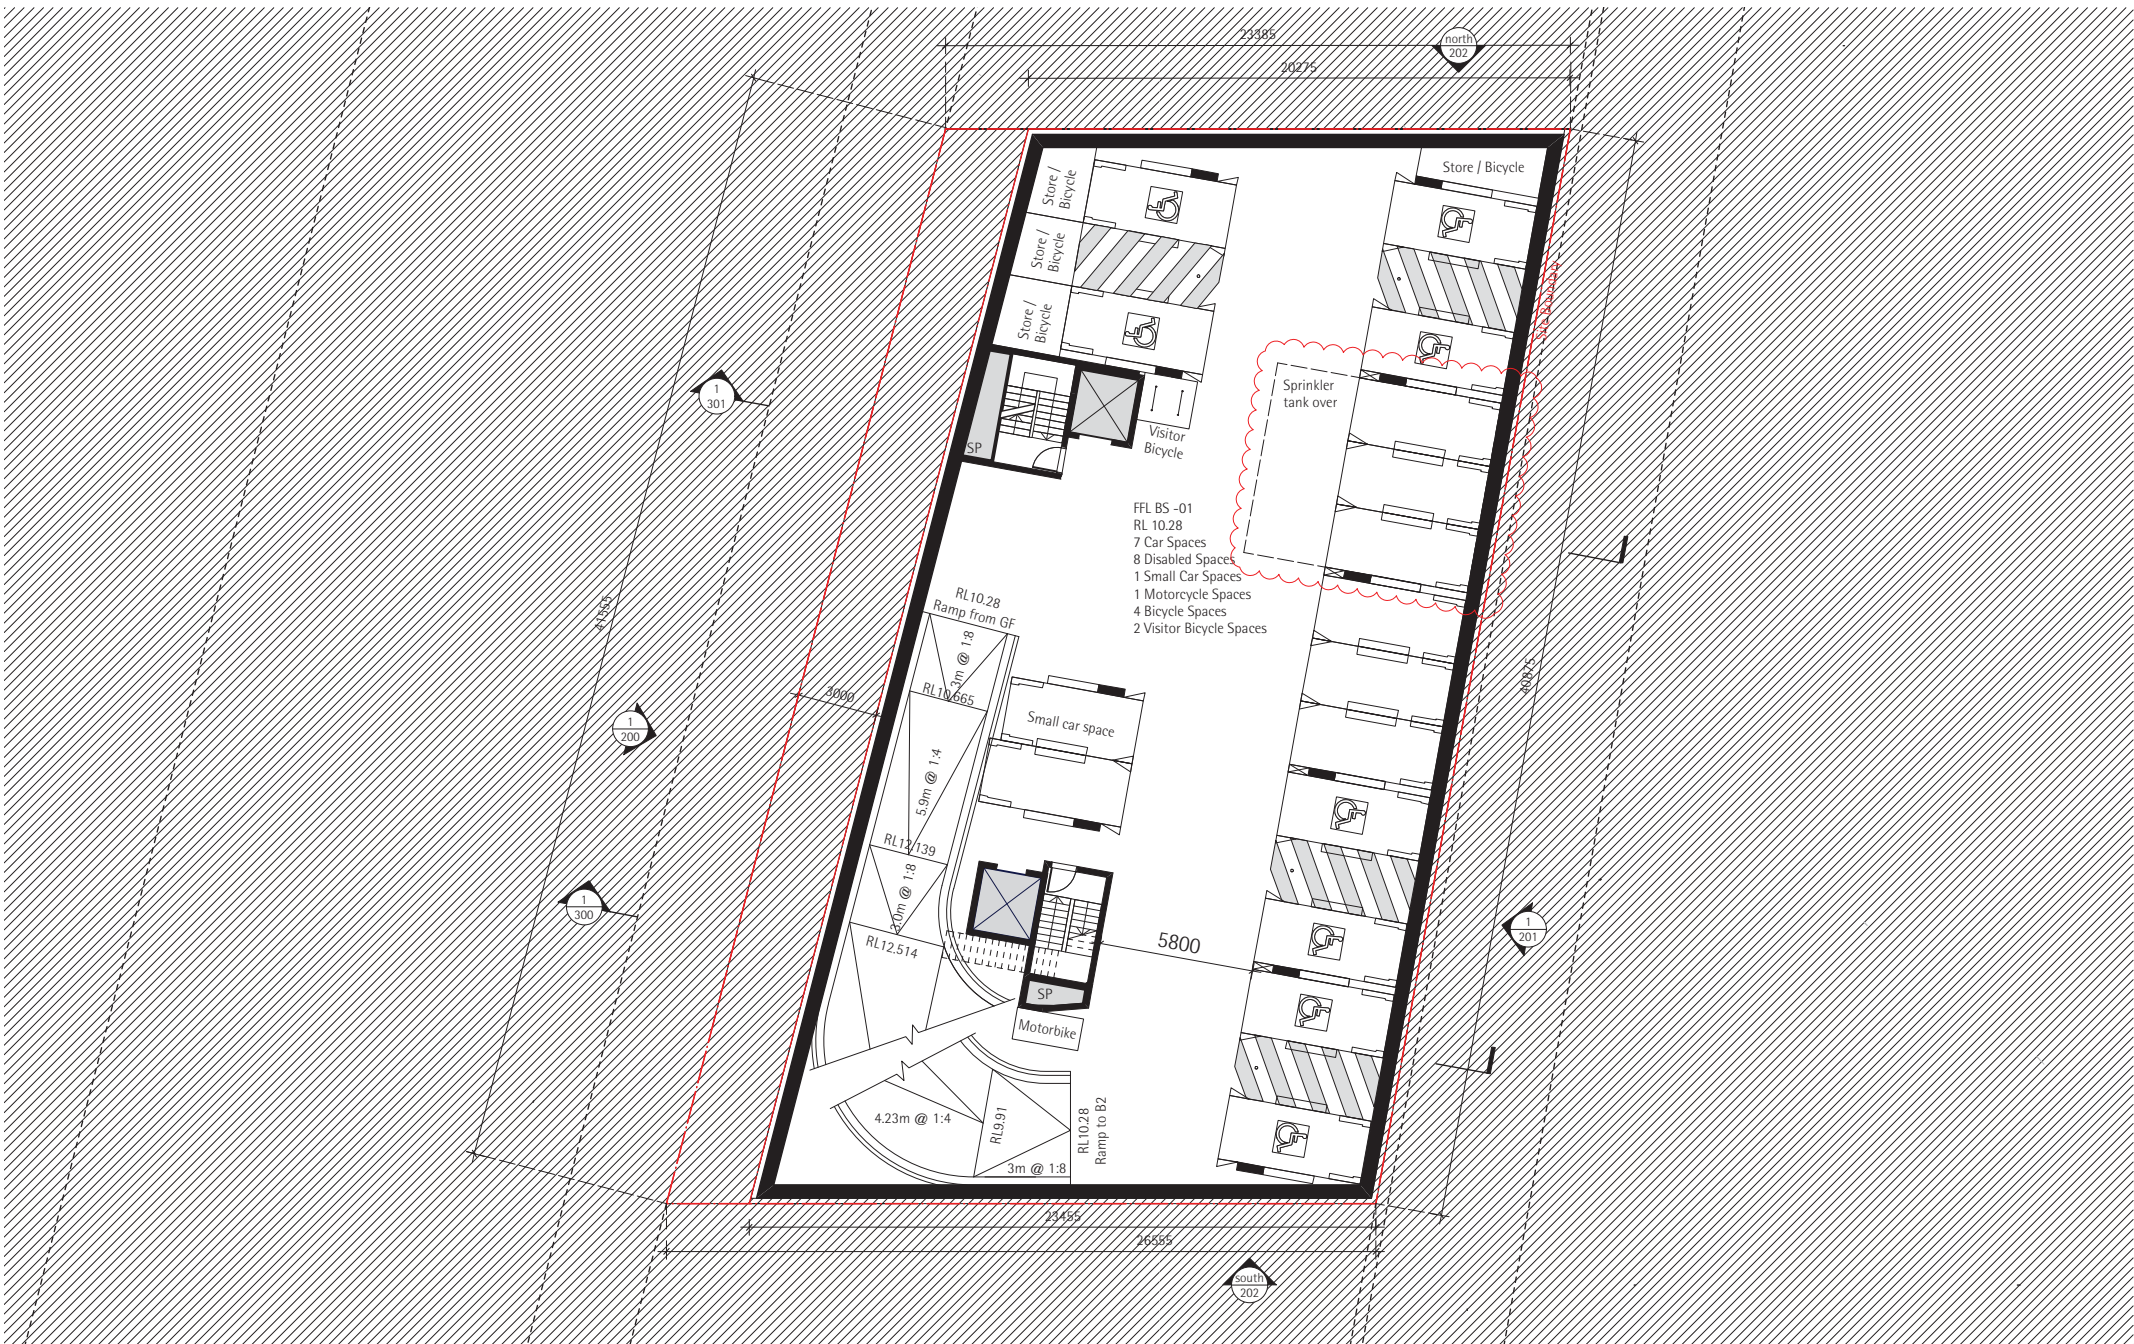 23385
north
202
20275
Store / Bicycle
Store /
Bicycle
Store /
Bicycle
Store /
Bicycle
Site Boundary
1
301
Sprinkler
tank over
SP
Visitor
Bicycle
FFL BS -01
RL 10.28
7 Car Spaces
8 Disabled Spaces
1 Small Car Spaces
1 Motorcycle Spaces
4 Bicycle Spaces
2 Visitor Bicycle Spaces
41555
RL10.28
Ramp from GF
3m @ 1:8
RL10.665
3000
40875
Small car space
1
200
5.9m @ 1:4
RL12.139
3.0m @ 1:8
1
300
RL12.514
5800
1
201
SP
Motorbike
4.23m @ 1:4
RL9.91
3m @ 1:8
RL10.28
Ramp to B2
23455
26555
south
202